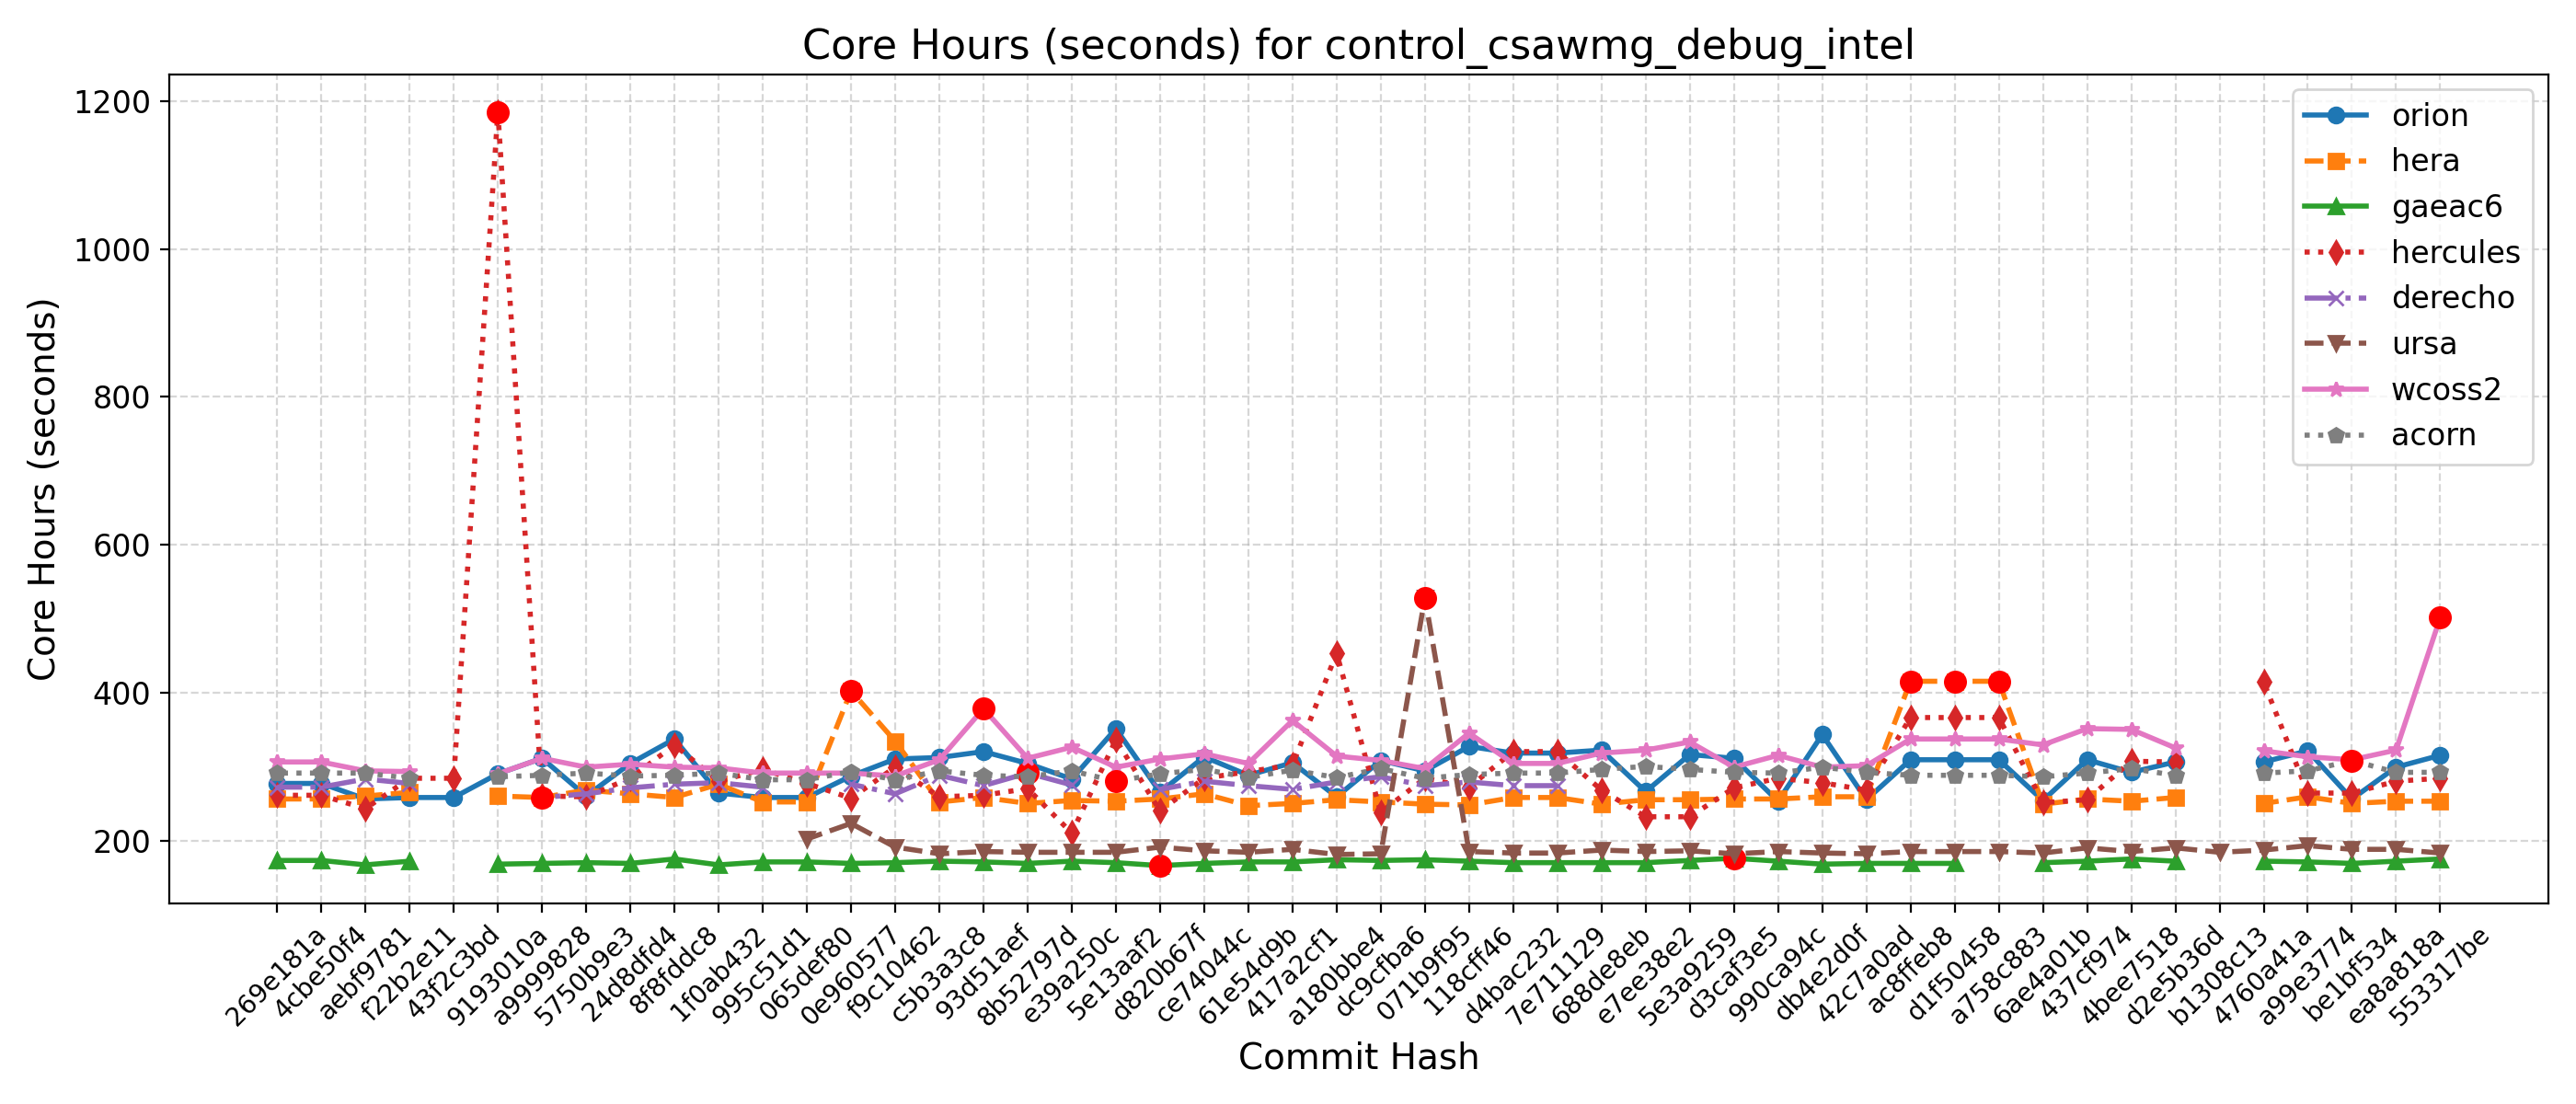 Core Hours (seconds) for control_csawmg_debug_intel
Core Hours (seconds)
1200
1000
800
600
400
200
orion
hera
gaeac6
hercules
derecho
ursa
wcoss2
acorn
269e181a
4cbe50f4
aebf9781
f22b2e11
43f2c3bd
9193010a
a9999828
5750b9e3
24d8dfd4
8f8fddc8
1f0ab432
995c51d1
065def80
0e960577
f9c10462
c5b3a3c8
93d51aef
8b52797d
e39a250c
5e13aaf2
d820b67f
ce74044c
61e54d9b
417a2cf1
a180bbe4
dc9cfba6
071b9f95
118cff46
d4bac232
7e711129
688de8eb
e7ee38e2
5e3a9259
d3caf3e5
990ca94c
db4e2d0f
42c7a0ad
ac8ffeb8
d1f50458
a758c883
6ae4a01b
437cf974
4bee7518
d2e5b36d
b1308c13
4760a41a
a99e3774
be1bf534
ea8a818a
553317be
Commit Hash